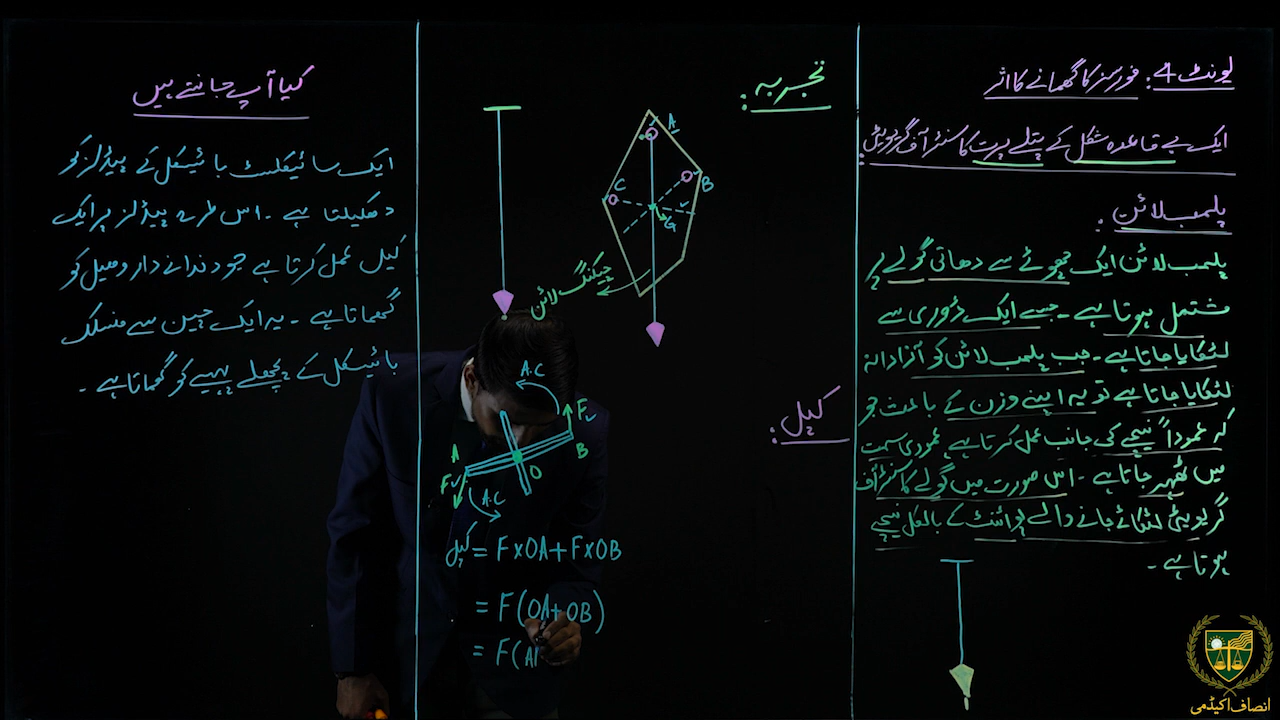 یونٹ 4: فورسز کا گھمانے کا اثر
ایک بے قاعدہ شکل کے پتلے پرت کا سنٹر آف گریویٹی:
پلمب لائن:
پلمب لائن ایک چھوٹے سے دھاتی گولے پر
مشتمل ہوتا ہے۔ جسے ایک ڈوری سے
لٹکایا جاتا ہے۔ جب پلمب لائن کو آزادانہ
لٹکایا جاتا ہے تو یہ اپنے وزن کے باعث جو
کہ عموداً نیچے کی جانب عمل کرتا ہے عمودی سمت
میں ٹھہر جاتا ہے۔ اس صورت میں گولے کا سنٹر آف
گریویٹی لٹکائے جانے والے پوائنٹ کے بالکل نیچے
ہوتا ہے۔
تجربہ:
A
B
C
G
چیکنگ لائن
کپل:
A.C
F
B
A
O
F
A.C
کپل = F×OA+F×OB
= F(OA+OB)
= F(A
کیا آپ جانتے ہیں
ایک سائیکلسٹ بائیسکل کے پیڈلز کو
دھکیلتا ہے۔ اس طرح پیڈلز پر ایک
کپل عمل کرتا ہے جو دندانے دار وھیل کو
گھماتا ہے۔ یہ ایک چین سے منسلک
بائیسکل کے پچھلے پہیے کو گھماتا ہے۔
انصاف اکیڈمی